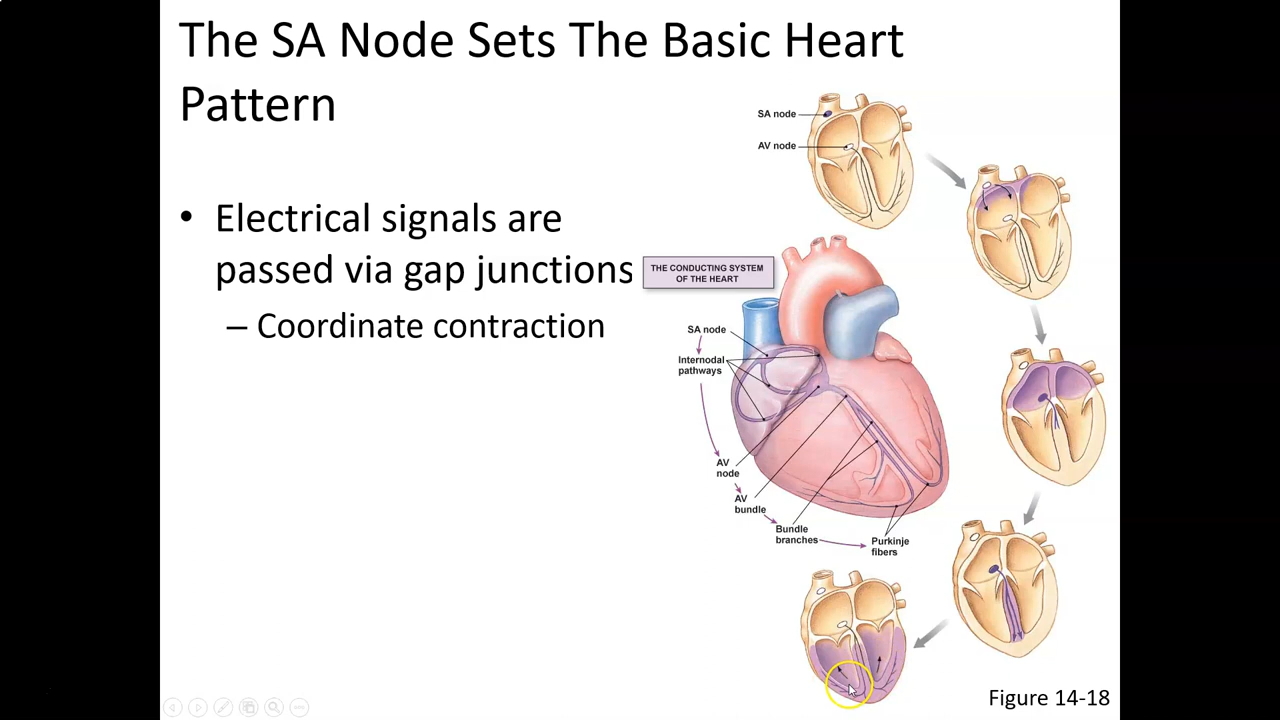 The SA Node Sets The Basic Heart
Pattern
• Electrical signals are
passed via gap junctions
– Coordinate contraction
SA node
AV node
THE CONDUCTING SYSTEM
OF THE HEART
SA node
Internodal
pathways
AV
node
AV
bundle
Bundle
branches
Purkinje
fibers
Figure 14-18